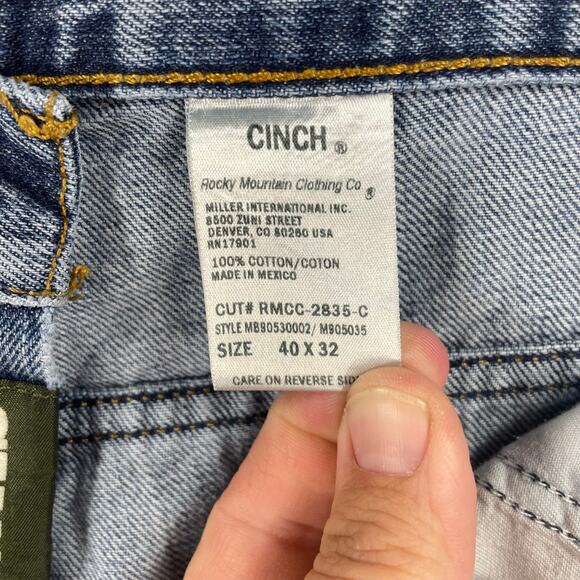 CINCH ®
Rocky Mountain Clothing Co ®
MILLER INTERNATIONAL INC.
8500 ZUNI STREET
DENVER, CO 80260 USA
RN17901
100% COTTON/COTON
MADE IN MEXICO
CUT# RMCC-2835-C
STYLE MB90530002/ M905035
SIZE 40 X 32
CARE ON REVERSE SIDE